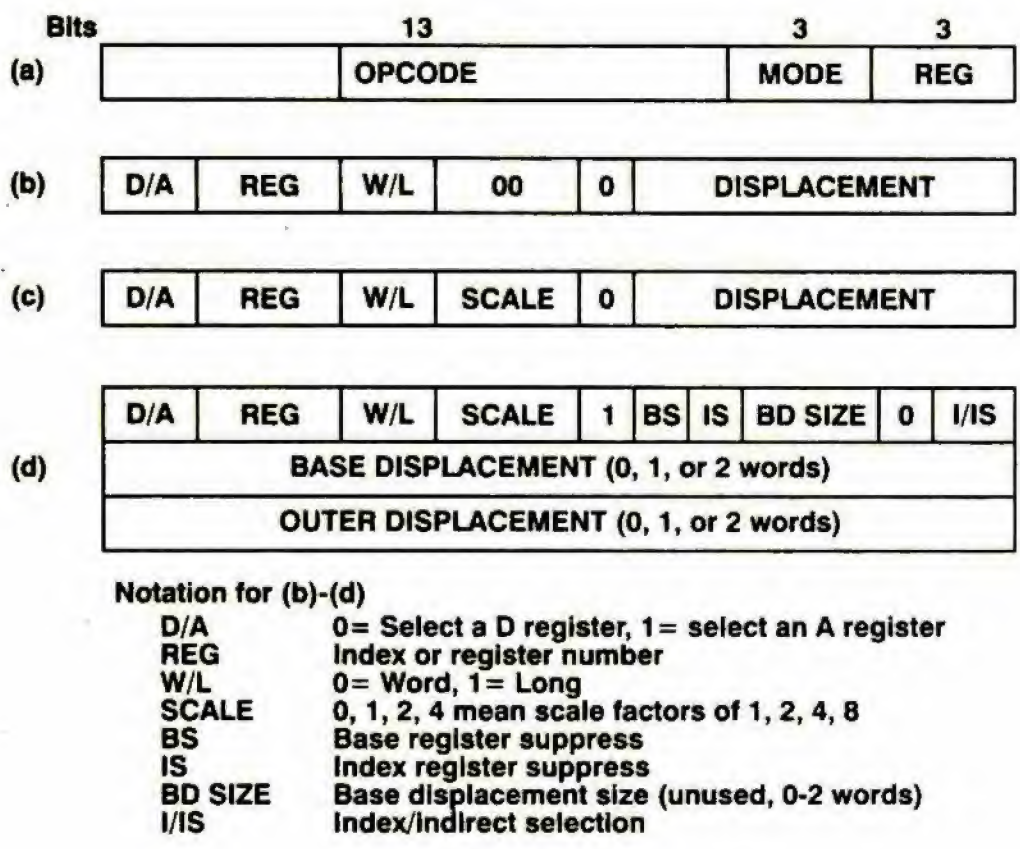 Bits 13 3 3
(a) OPCODE MODE REG
(b) D/A REG W/L 00 0 DISPLACEMENT
(c) D/A REG W/L SCALE 0 DISPLACEMENT
D/A REG W/L SCALE 1 BS IS BD SIZE 0 I/IS
(d) BASE DISPLACEMENT (0, 1, or 2 words)
OUTER DISPLACEMENT (0, 1, or 2 words)
Notation for (b)-(d)
D/A 0= Select a D register, 1= select an A register
REG Index or register number
W/L 0= Word, 1= Long
SCALE 0, 1, 2, 4 mean scale factors of 1, 2, 4, 8
BS Base register suppress
IS Index register suppress
BD SIZE Base displacement size (unused, 0-2 words)
I/IS Index/indirect selection